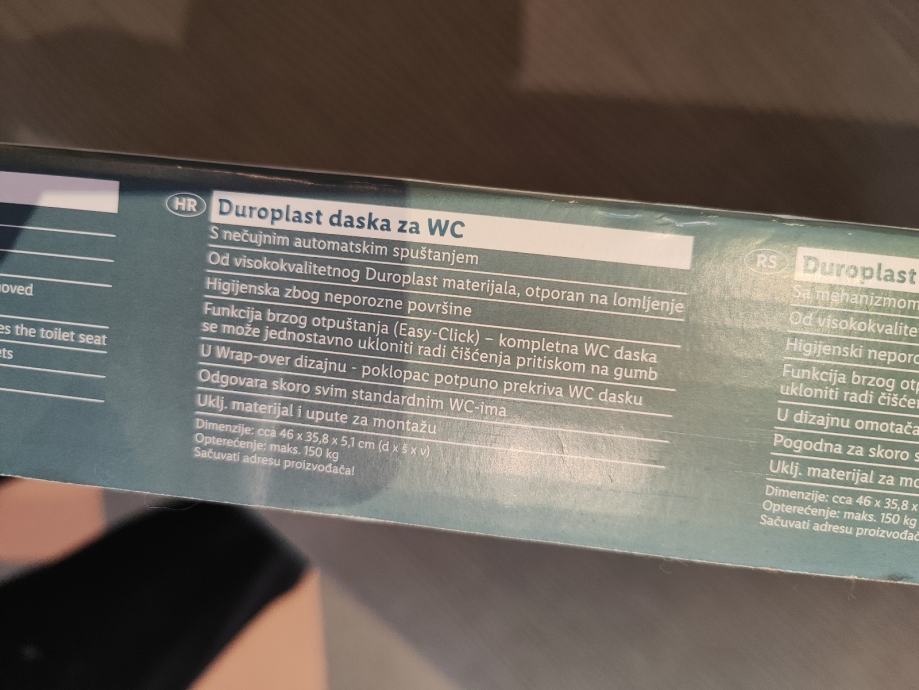 oved
es the toilet seat
ets
HR
Duroplast daska za WC
S nečujnim automatskim spuštanjem
Od visokokvalitetnog Duroplast materijala, otporan na lomljenje
Higijenska zbog neporozne površine
Funkcija brzog otpuštanja (Easy-Click) – kompletna WC daska
se može jednostavno ukloniti radi čišćenja pritiskom na gumb
U Wrap-over dizajnu - poklopac potpuno prekriva WC dasku
Odgovara skoro svim standardnim WC-ima
Uklj. materijal i upute za montažu
Dimenzije: cca 46 x 35,8 x 5,1 cm (d x š x v)
Opterećenje: maks. 150 kg
Sačuvati adresu proizvođača!
RS
Duroplast
Sa mehanizmom
Od visokokvalite
Higijenski neporo
Funkcija brzog otp
ukloniti radi čišćen
U dizajnu omotača
Pogodna za skoro s
Uklj. materijal za mo
Dimenzije: cca 46 x 35,8 x
Opterećenje: maks. 150 kg
Sačuvati adresu proizvođač